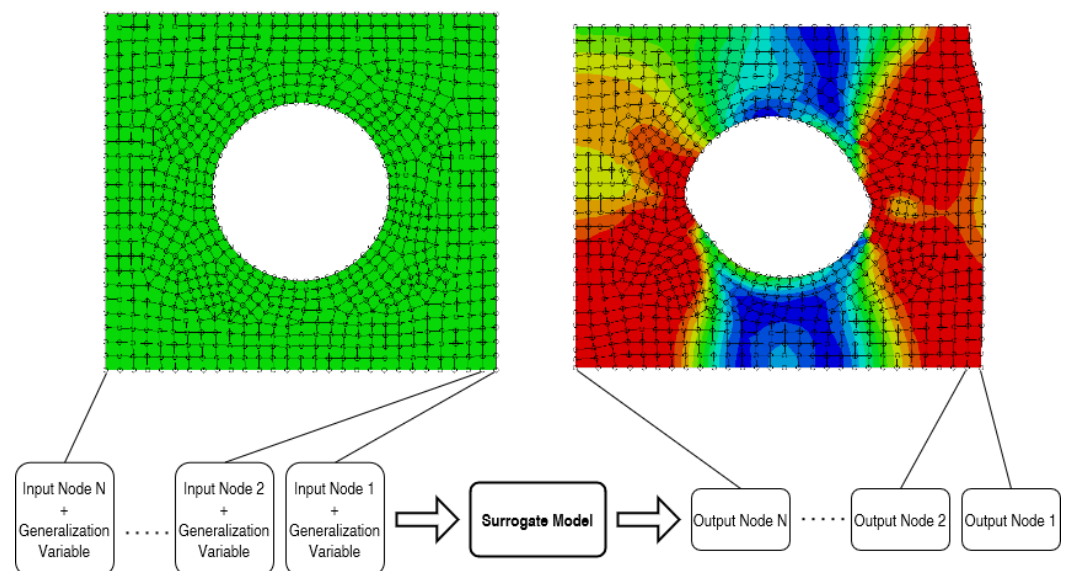 Input Node N
+
Generalization
Variable
......
Input Node 2
+
Generalization
Variable
Input Node 1
+
Generalization
Variable
Surrogate Model
Output Node N
.....
Output Node 2
Output Node 1